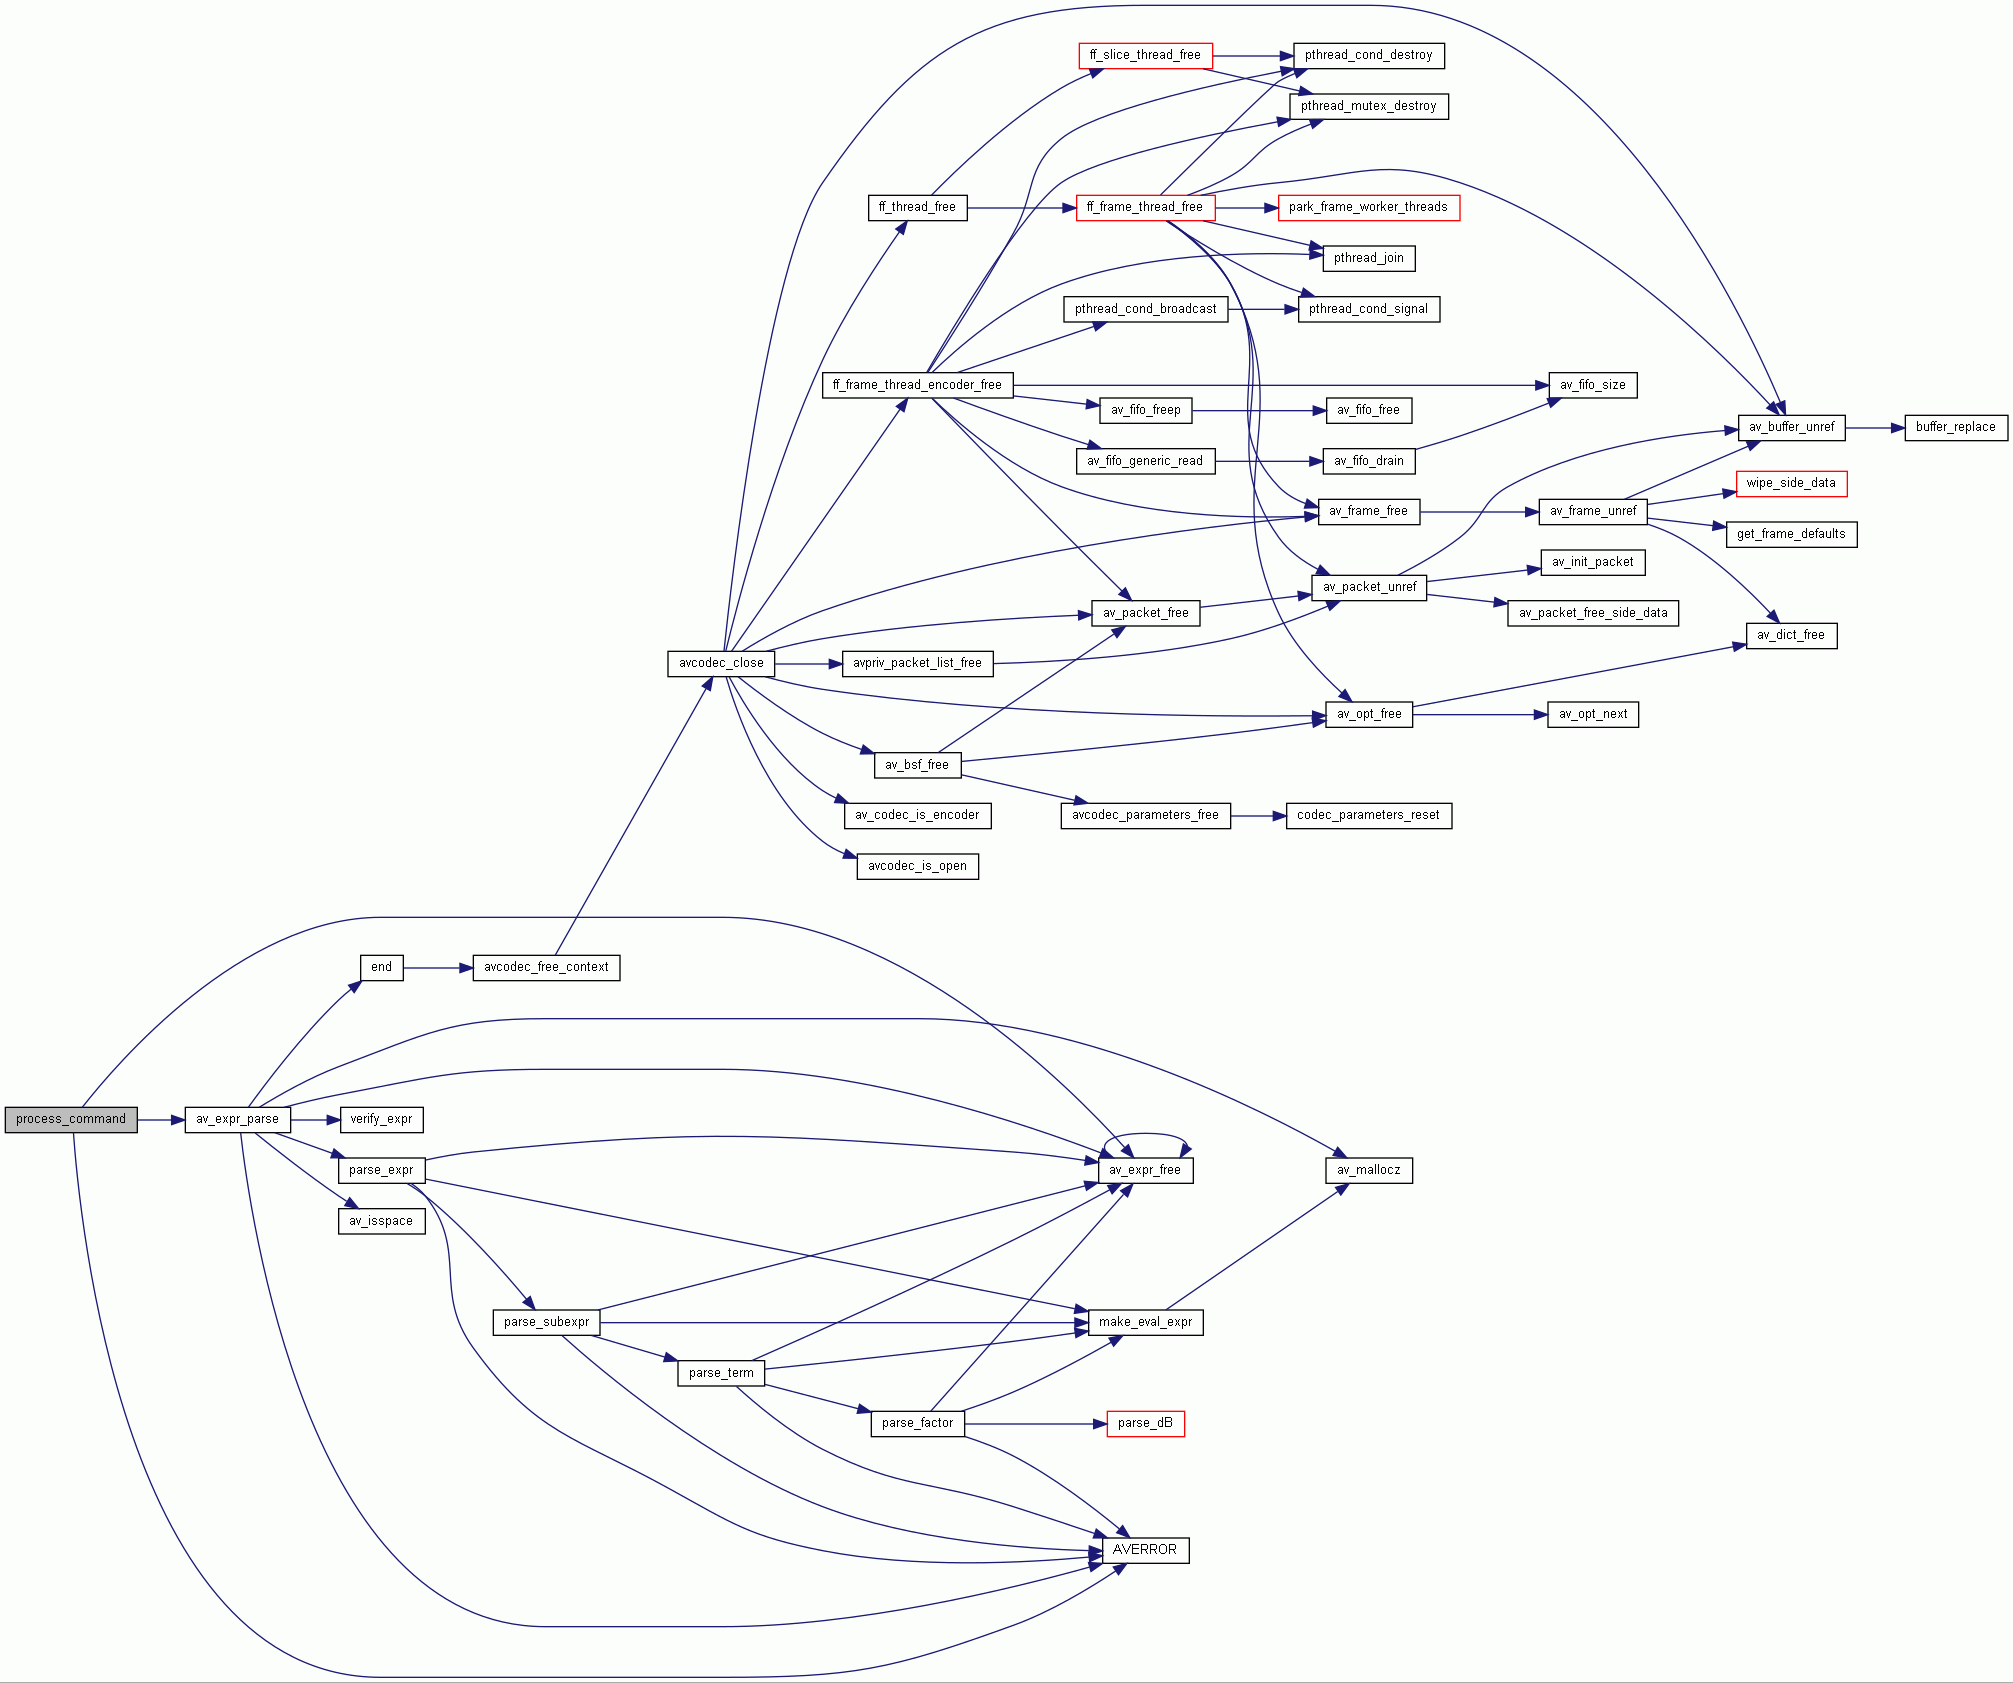 ff_slice_thread_free
pthread_cond_destroy
pthread_mutex_destroy
ff_thread_free
ff_frame_thread_free
park_frame_worker_threads
pthread_join
pthread_cond_broadcast
pthread_cond_signal
ff_frame_thread_encoder_free
av_fifo_size
av_fifo_freep
av_fifo_free
av_buffer_unref
buffer_replace
av_fifo_generic_read
av_fifo_drain
wipe_side_data
av_frame_free
av_frame_unref
get_frame_defaults
av_init_packet
av_packet_unref
av_packet_free
av_packet_free_side_data
av_dict_free
avcodec_close
avpriv_packet_list_free
av_opt_free
av_opt_next
av_bsf_free
av_codec_is_encoder
avcodec_parameters_free
codec_parameters_reset
avcodec_is_open
end
avcodec_free_context
process_command
av_expr_parse
verify_expr
parse_expr
av_expr_free
av_mallocz
av_isspace
parse_subexpr
make_eval_expr
parse_term
parse_factor
parse_dB
AVERROR